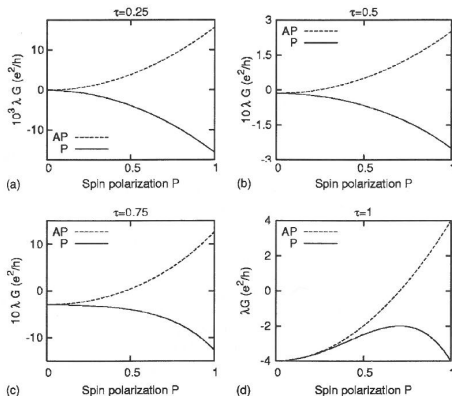 τ=0.25
10
0
-10
10³ λ G (e²/h)
AP
P
0
0.5
1
Spin polarization P
(a)
τ=0.5
3
1.5
0
-1.5
-3
10 λ G (e²/h)
AP
P
0
0.5
1
Spin polarization P
(b)
τ=0.75
10
0
-10
10 λ G (e²/h)
AP
P
0
0.5
1
Spin polarization P
(c)
τ=1
4
2
0
-2
-4
λG (e²/h)
AP
P
0
0.5
1
Spin polarization P
(d)